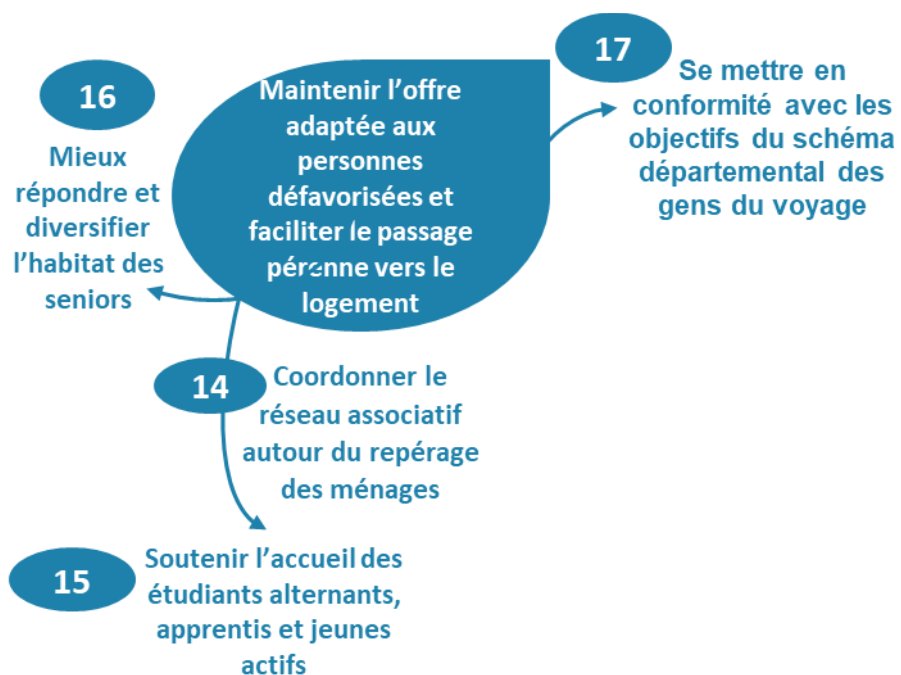 17
Se mettre en
conformité avec les
objectifs du schéma
départemental des
gens du voyage
16
Mieux
répondre et
diversifier
l'habitat des
seniors
Maintenir l'offre
adaptée aux
personnes
défavorisées et
faciliter le passage
pérenne vers le
logement
14
Coordonner le
réseau associatif
autour du repérage
des ménages
15
Soutenir l'accueil des
étudiants alternants,
apprentis et jeunes
actifs